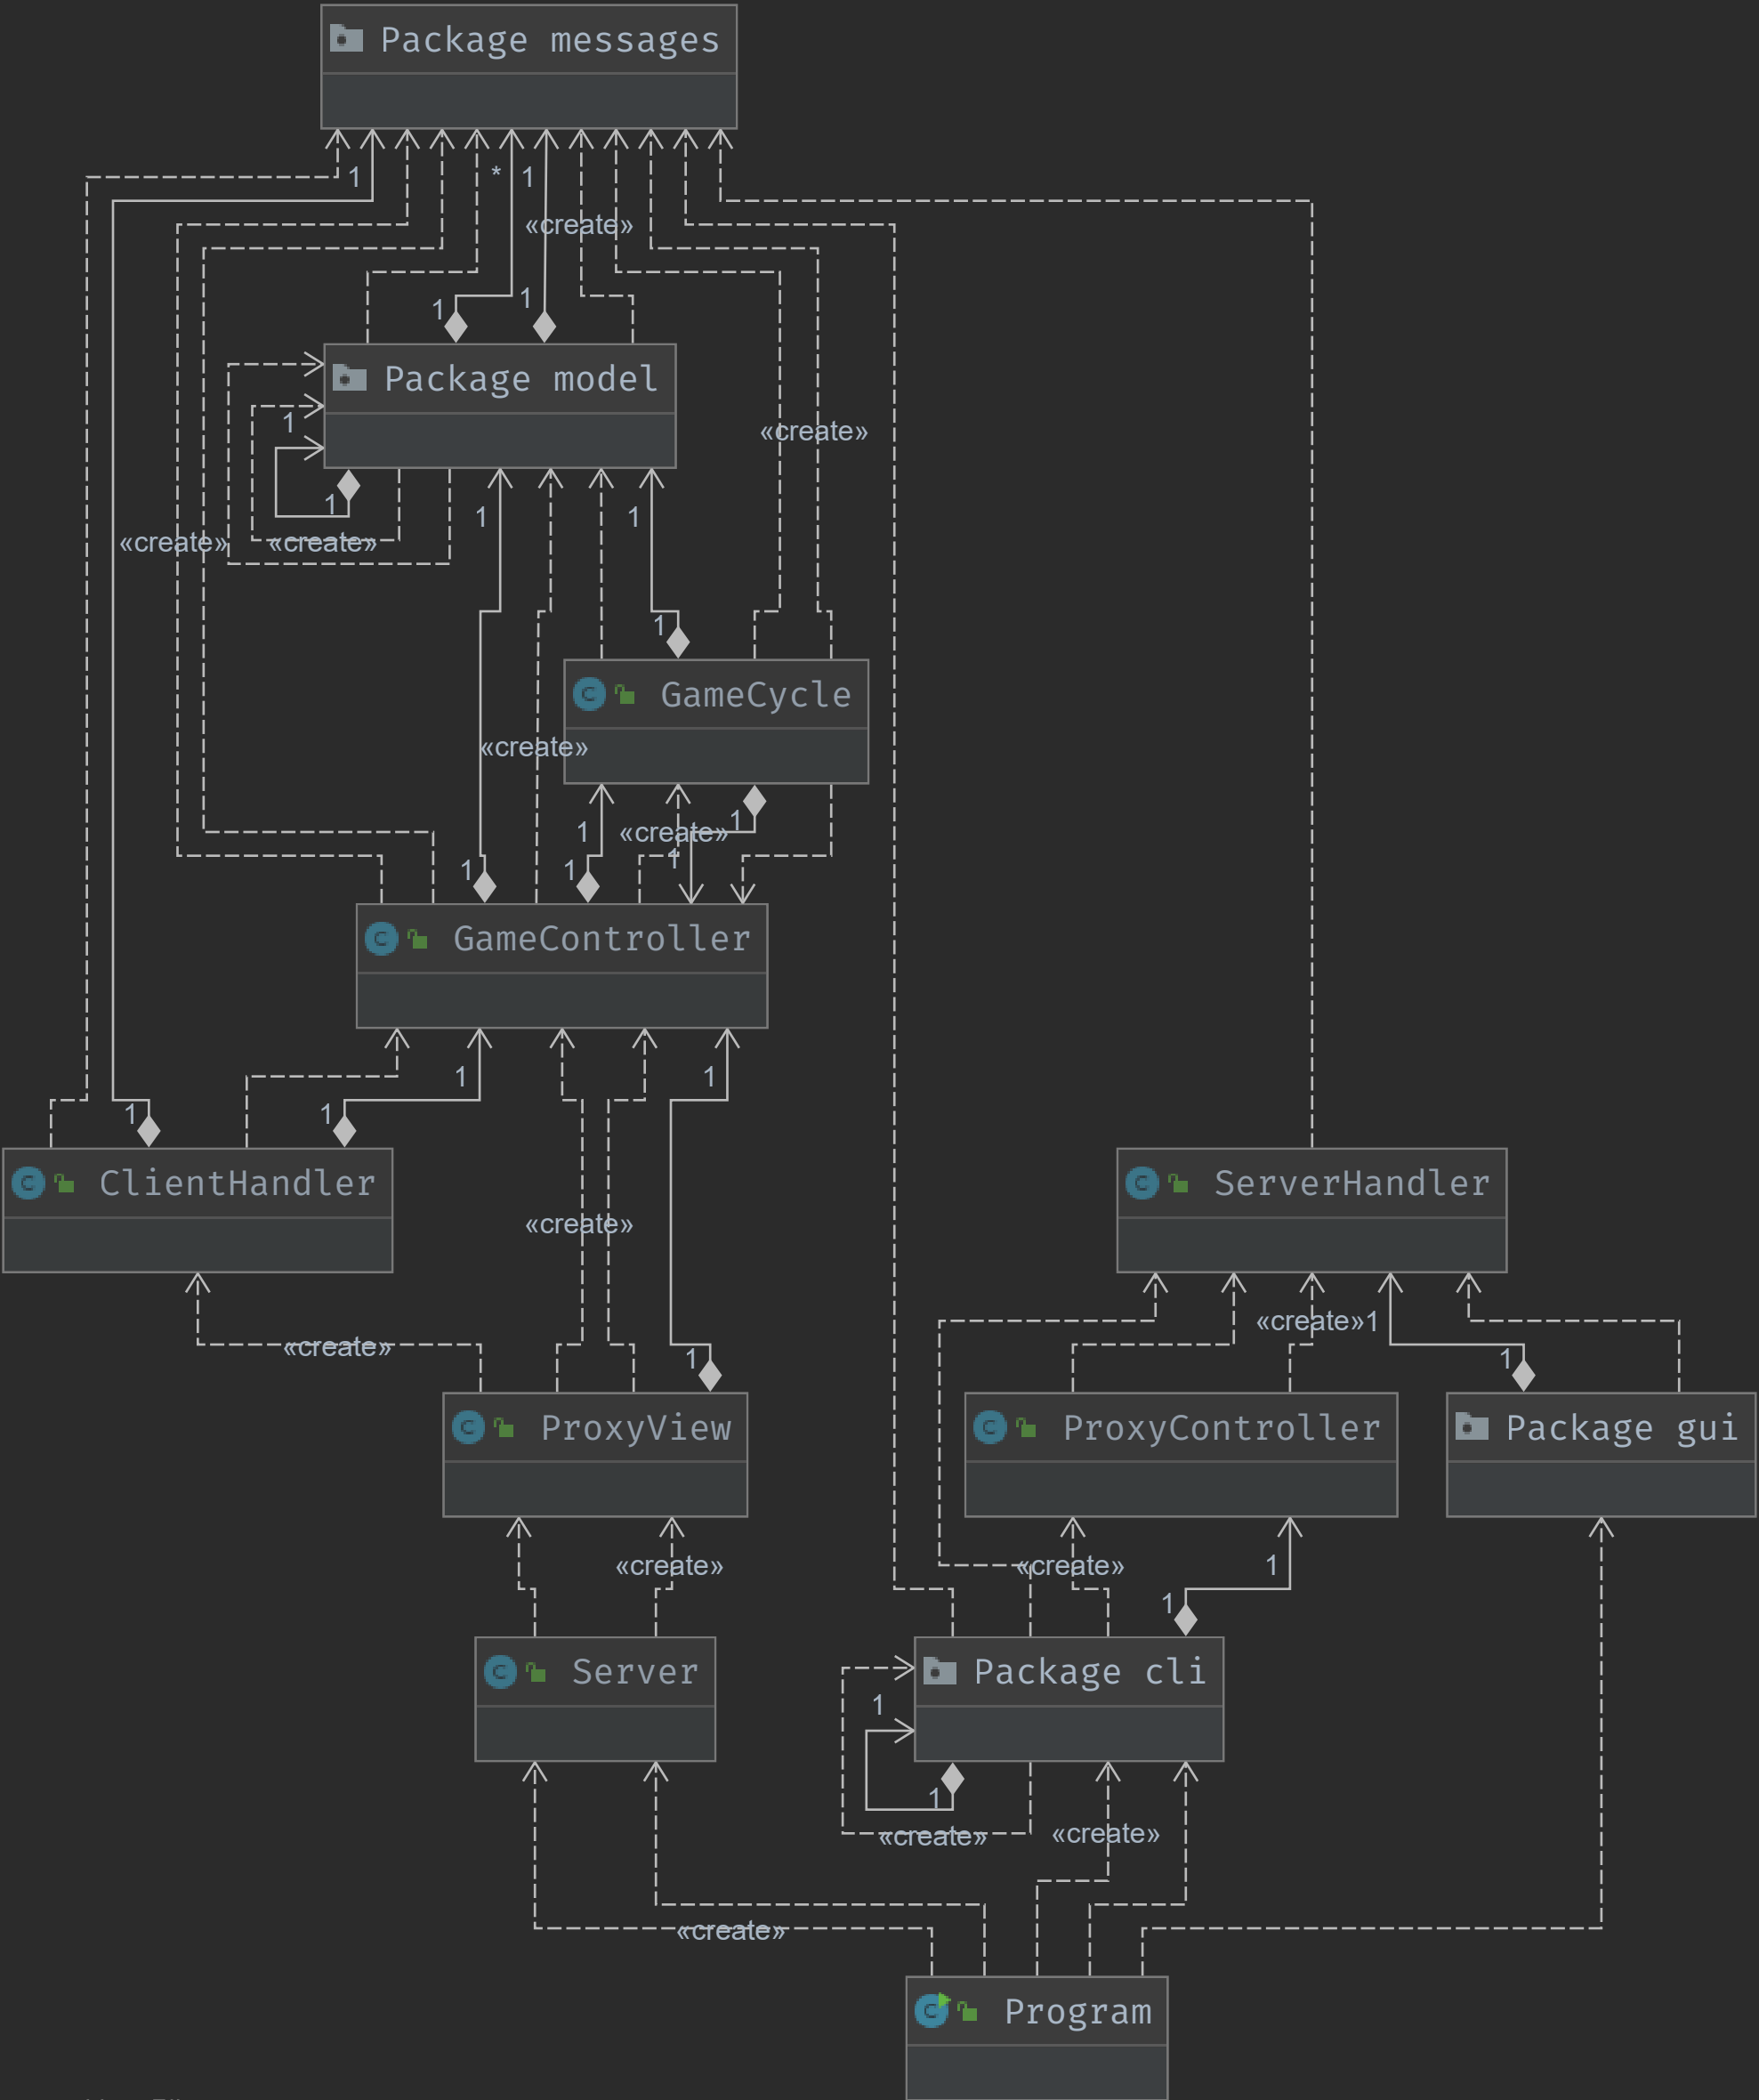 Package messages
1
* 1
«create»
1
1
Package model
«create»
1
1
«create» «create»
1
1
1
GameCycle
«create»
1
1
«create»
1
1
1
GameController
1
1
1
1
ClientHandler
ServerHandler
«create»
«create» 1
«create»
1
1
ProxyView
ProxyController
Package gui
«create»
«create»
1
1
Server
Package cli
1
1
«create»
«create»
«create»
Program